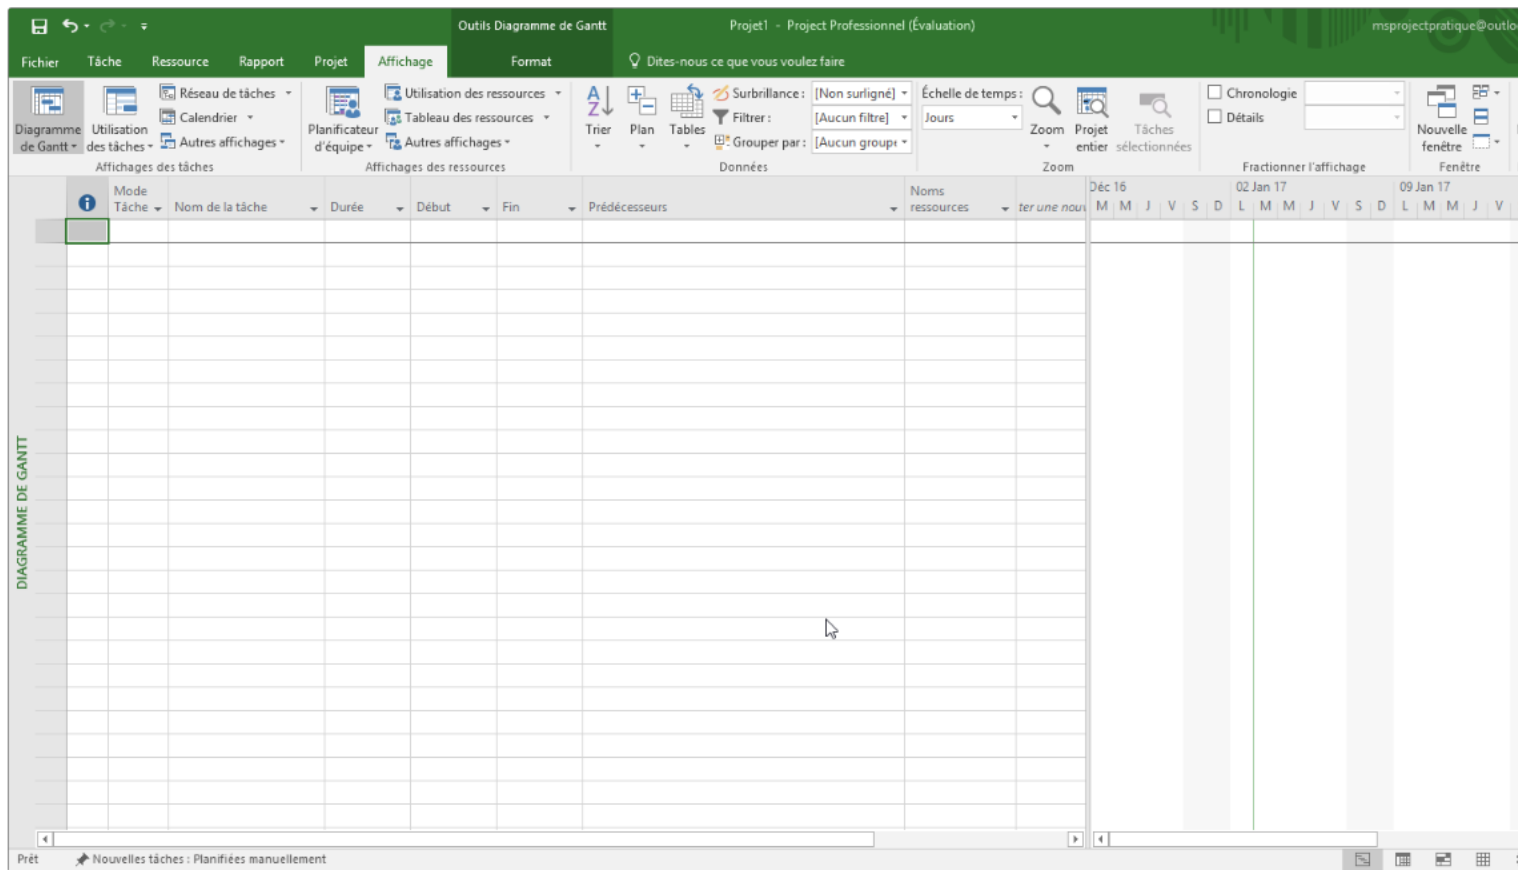 Outils Diagramme de Gantt
Projet1 - Project Professionnel (Évaluation)
msprojectpratique@outlo
Fichier Tâche Ressource Rapport Projet Affichage Format Dites-nous ce que vous voulez faire
Diagramme de Gantt
Utilisation des tâches
Réseau de tâches
Calendrier
Autres affichages
Affichages des tâches
Planificateur d'équipe
Utilisation des ressources
Tableau des ressources
Autres affichages
Affichages des ressources
Trier
Plan
Tables
Surbrillance : [Non surligné]
Filtrer : [Aucun filtre]
Grouper par : [Aucun groupe
Données
Échelle de temps :
Jours
Zoom
Projet entier
Tâches sélectionnées
Zoom
Chronologie
Détails
Fractionner l'affichage
Nouvelle fenêtre
Fenêtre
Mode Tâche
Nom de la tâche
Durée
Début
Fin
Prédécesseurs
Noms ressources
ter une nouv
Déc 16 02 Jan 17 09 Jan 17
M M J V S D L M M J V S D L M M J V
DIAGRAMME DE GANTT
Prêt
Nouvelles tâches : Planifiées manuellement